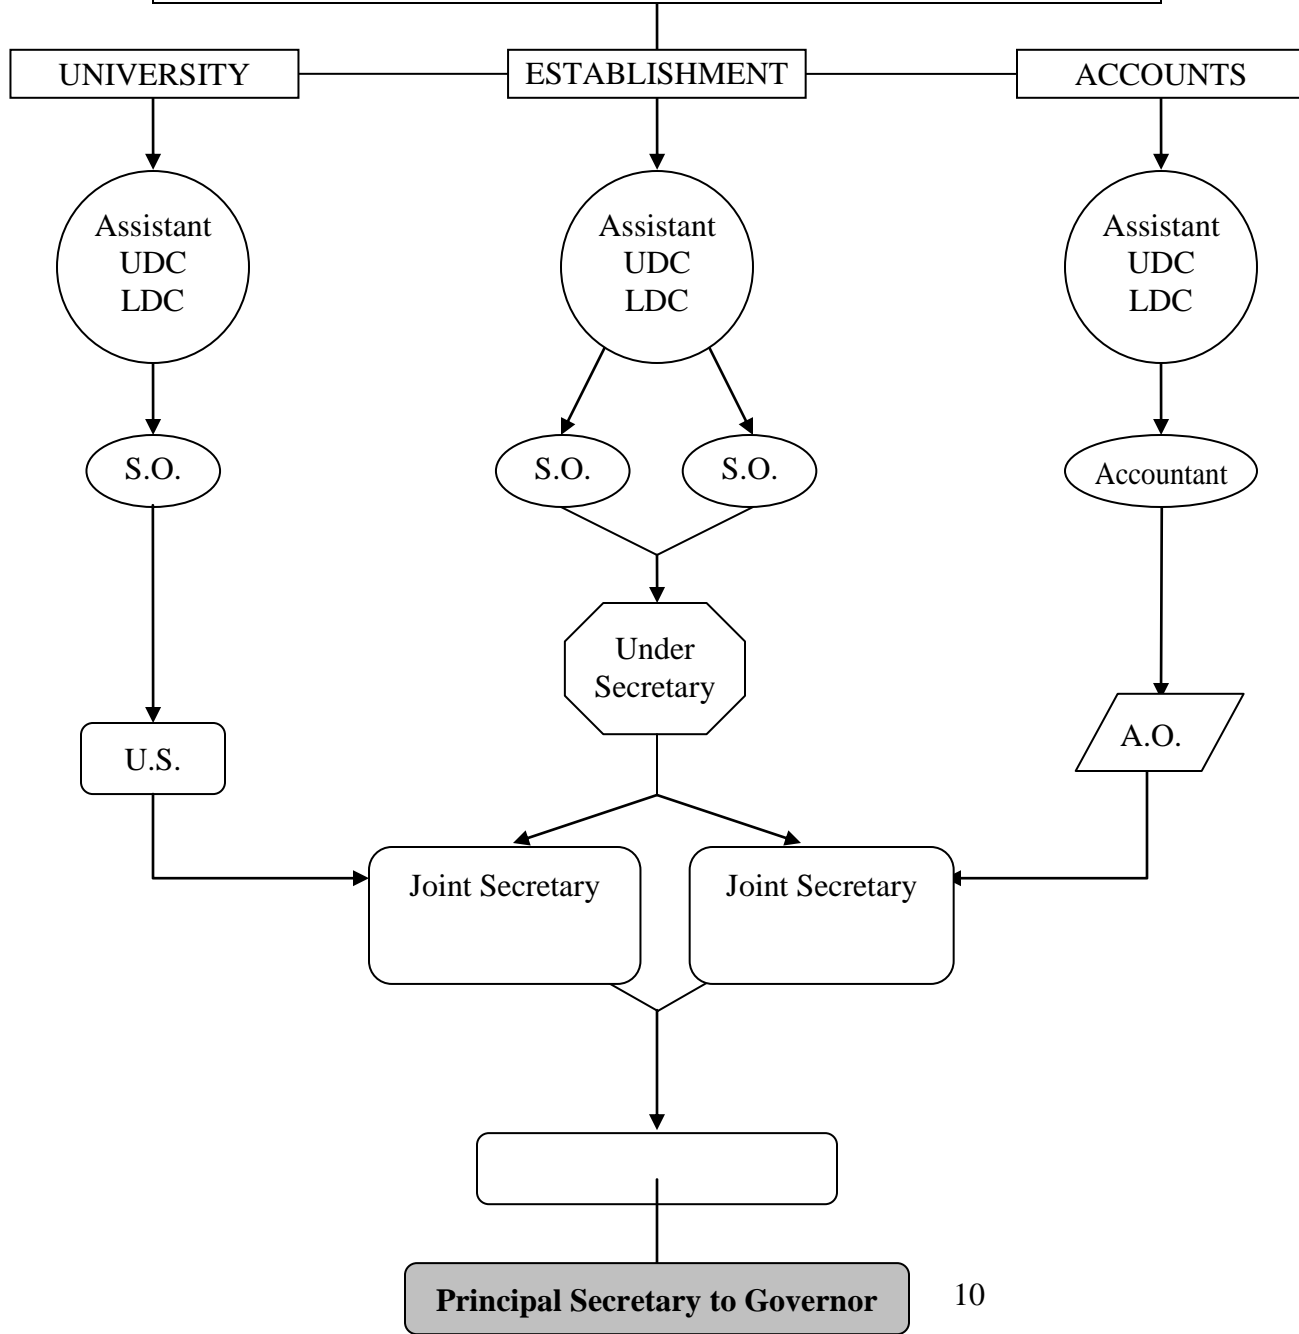 UNIVERSITY
ESTABLISHMENT
ACCOUNTS
Assistant
UDC
LDC
Assistant
UDC
LDC
Assistant
UDC
LDC
S.O.
S.O.
S.O.
Accountant
Under
Secretary
U.S.
A.O.
Joint Secretary
Joint Secretary
Principal Secretary to Governor
10